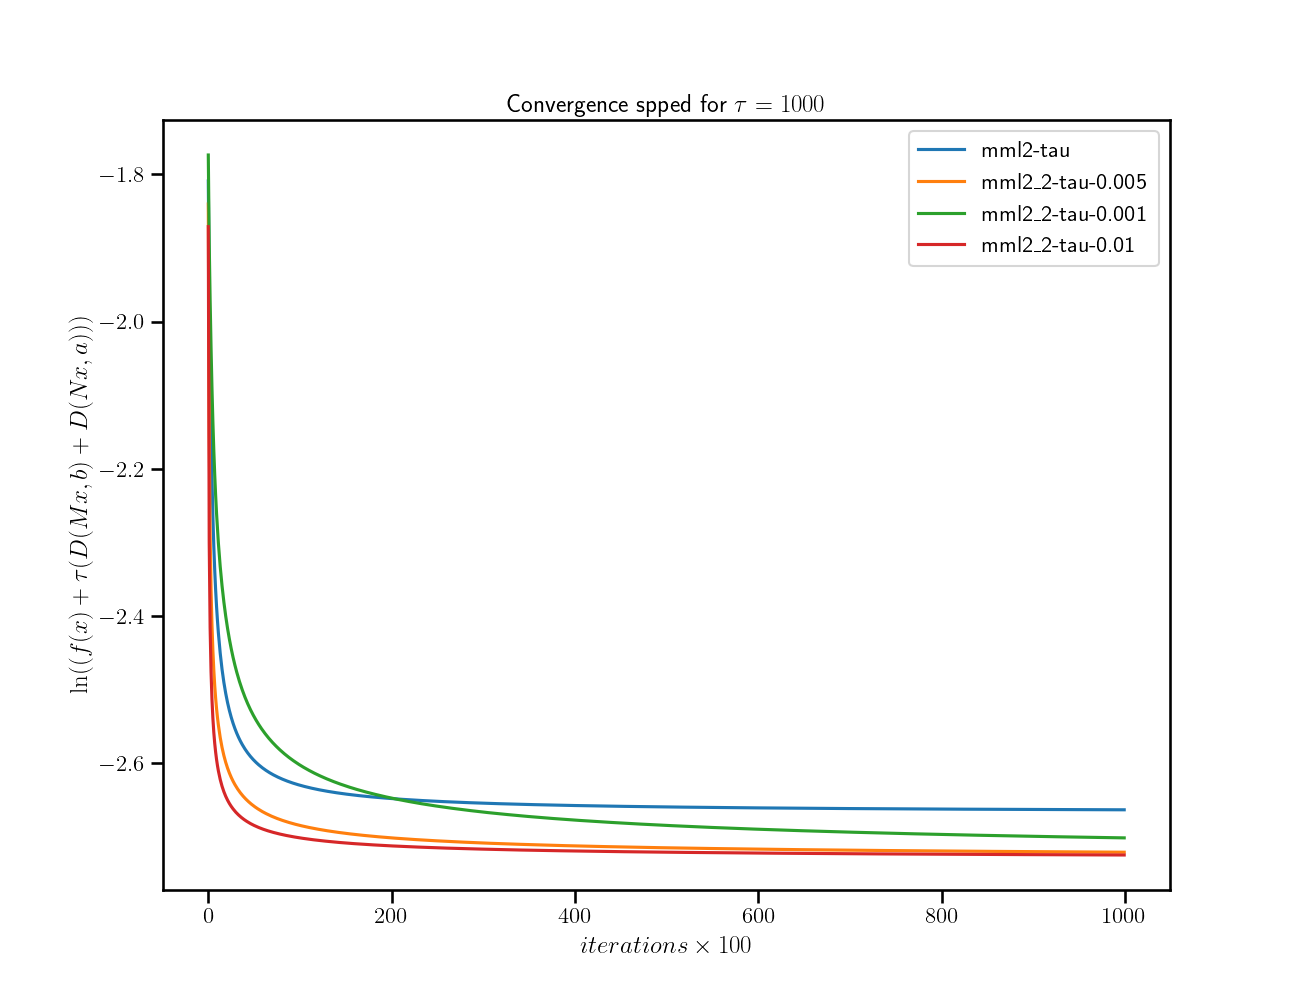 Convergence spped for τ = 1000
mml2-tau
mml2_2-tau-0.005
mml2_2-tau-0.001
mml2_2-tau-0.01
ln((f(x) + τ(D(Mx, b) + D(Nx, a)))
−1.8
−2.0
−2.2
−2.4
−2.6
0 200 400 600 800 1000
iterations × 100